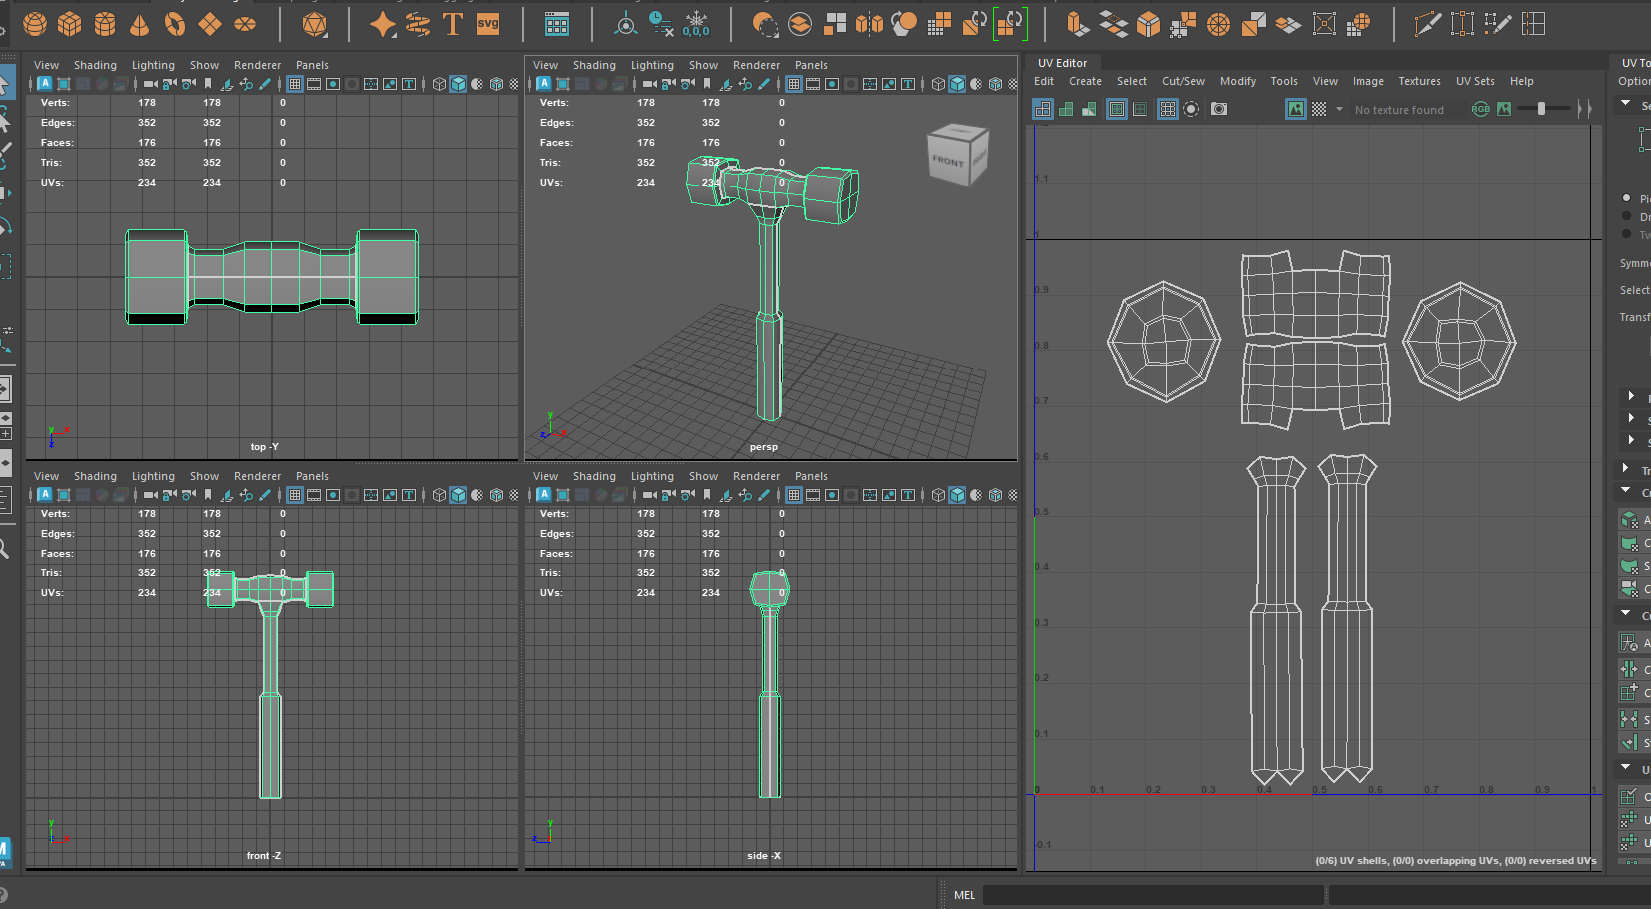 svg
0,0,0
View Shading Lighting Show Renderer Panels
Verts: 178 178 0
Edges: 352 352 0
Faces: 176 176 0
Tris: 352 352 0
UVs: 234 234 0
top -Y
View Shading Lighting Show Renderer Panels
Verts: 178 178 0
Edges: 352 352 0
Faces: 176 176 0
Tris: 352 352 0
UVs: 234 234 0
FRONT
persp
View Shading Lighting Show Renderer Panels
Verts: 178 178 0
Edges: 352 352 0
Faces: 176 176 0
Tris: 352 352 0
UVs: 234 234 0
front -Z
View Shading Lighting Show Renderer Panels
Verts: 178 178 0
Edges: 352 352 0
Faces: 176 176 0
Tris: 352 352 0
UVs: 234 234 0
side -X
UV Editor
Edit Create Select Cut/Sew Modify Tools View Image Textures UV Sets Help
No texture found
RGB
1.1
1
0.9
0.8
0.7
0.6
0.5
0.4
0.3
0.2
0.1
0 0.1 0.2 0.3 0.4 0.5 0.6 0.7 0.8 0.9 1
-0.1
(0/6) UV shells, (0/0) overlapping UVs, (0/0) reversed UVs
UV To
Option
Se
Pi
Dr
Tw
Symme
Select
Transf
MEL